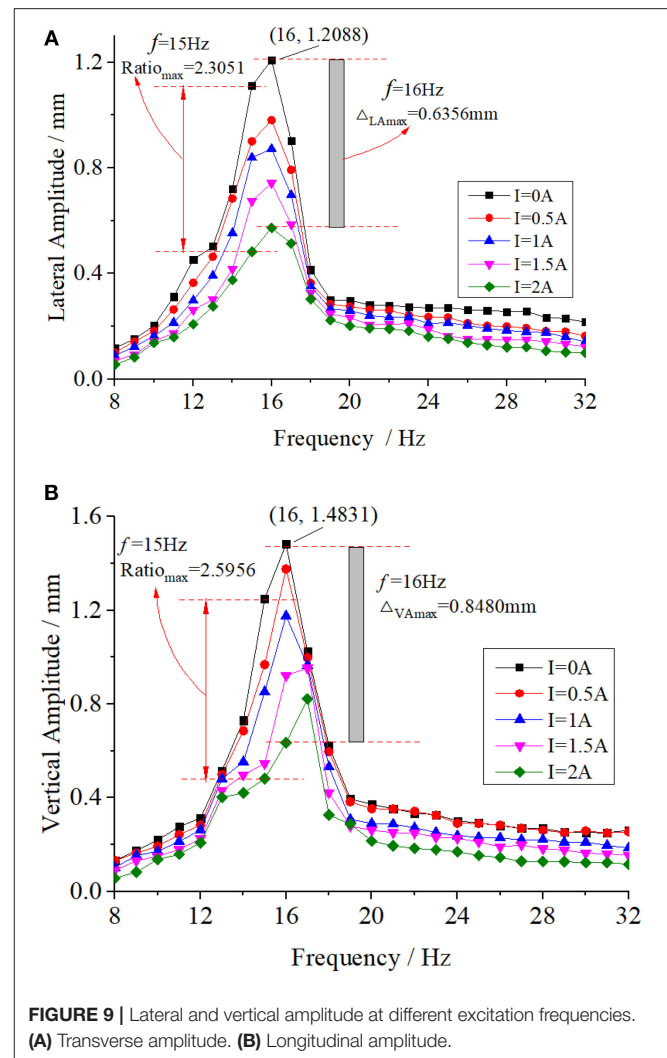 A
f=15Hz
Ratiomax=2.3051
(16, 1.2088)
f=16Hz
△LAmax=0.6356mm
I=0A
I=0.5A
I=1A
I=1.5A
I=2A
Lateral Amplitude / mm
1.2
0.8
0.4
0.0
8 12 16 20 24 28 32
Frequency / Hz
B
f=15Hz
Ratiomax=2.5956
(16, 1.4831)
f=16Hz
△VAmax=0.8480mm
I=0A
I=0.5A
I=1A
I=1.5A
I=2A
Vertical Amplitude / mm
1.6
1.2
0.8
0.4
0.0
8 12 16 20 24 28 32
Frequency / Hz
FIGURE 9 | Lateral and vertical amplitude at different excitation frequencies.
(A) Transverse amplitude. (B) Longitudinal amplitude.